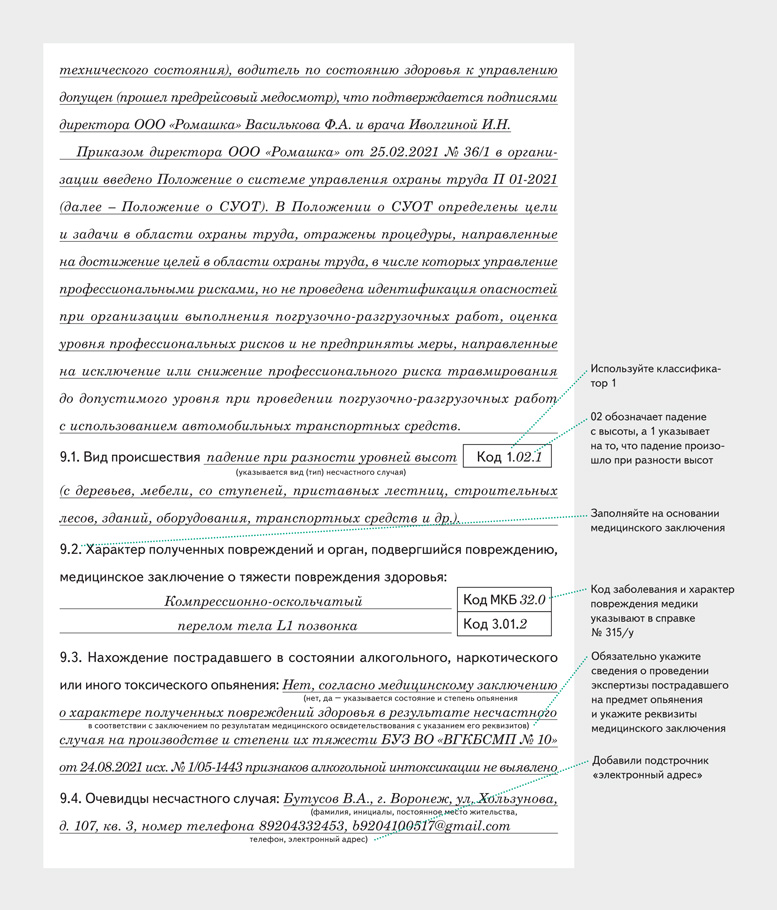 технического состояния), водитель по состоянию здоровья к управлению
допущен (прошел предрейсовый медосмотр), что подтверждается подписями
директора ООО «Ромашка» Василькова Ф.А. и врача Иволгиной И.Н.
Приказом директора ООО «Ромашка» от 25.02.2021 № 36/1 в органи-
зации введено Положение о системе управления охраны труда П 01-2021
(далее – Положение о СУОТ). В Положении о СУОТ определены цели
и задачи в области охраны труда, отражены процедуры, направленные
на достижение целей в области охраны труда, в числе которых управление
профессиональными рисками, но не проведена идентификация опасностей
при организации выполнения погрузочно-разгрузочных работ, оценка
уровня профессиональных рисков и не предприняты меры, направленные
на исключение или снижение профессионального риска травмирования
до допустимого уровня при проведении погрузочно-разгрузочных работ
с использованием автомобильных транспортных средств.
9.1. Вид происшествия падение при разности уровней высот Код 1.02.1
(указывается вид (тип) несчастного случая)
(с деревьев, мебели, со ступеней, приставных лестниц, строительных
лесов, зданий, оборудования, транспортных средств и др.).
9.2. Характер полученных повреждений и орган, подвергшийся повреждению,
медицинское заключение о тяжести повреждения здоровья:
Компрессионно-оскольчатый Код МКБ 32.0
перелом тела L1 позвонка Код 3.01.2
9.3. Нахождение пострадавшего в состоянии алкогольного, наркотического
или иного токсического опьянения: Нет, согласно медицинскому заключению
(нет, да — указывается состояние и степень опьянения
о характере полученных повреждений здоровья в результате несчастного
в соответствии с заключением по результатам медицинского освидетельствования с указанием его реквизитов)
случая на производстве и степени их тяжести БУЗ ВО «ВГКБСМП № 10»
от 24.08.2021 исх. № 1/05-1443 признаков алкогольной интоксикации не выявлено
9.4. Очевидцы несчастного случая: Бутусов В.А., г. Воронеж, ул. Хользунова,
(фамилия, инициалы, постоянное место жительства,
д. 107, кв. 3, номер телефона 89204332453, b9204100517@gmail.com
телефон, электронный адрес)
Используйте классифика-
тор 1
02 обозначает падение
с высоты, а 1 указывает
на то, что падение произо-
шло при разности высот
Заполняйте на основании
медицинского заключения
Код заболевания и характер
повреждения медики
указывают в справке
№ 315/у
Обязательно укажите
сведения о проведении
экспертизы пострадавшего
на предмет опьянения
и укажите реквизиты
медицинского заключения
Добавили подстрочник
«электронный адрес»